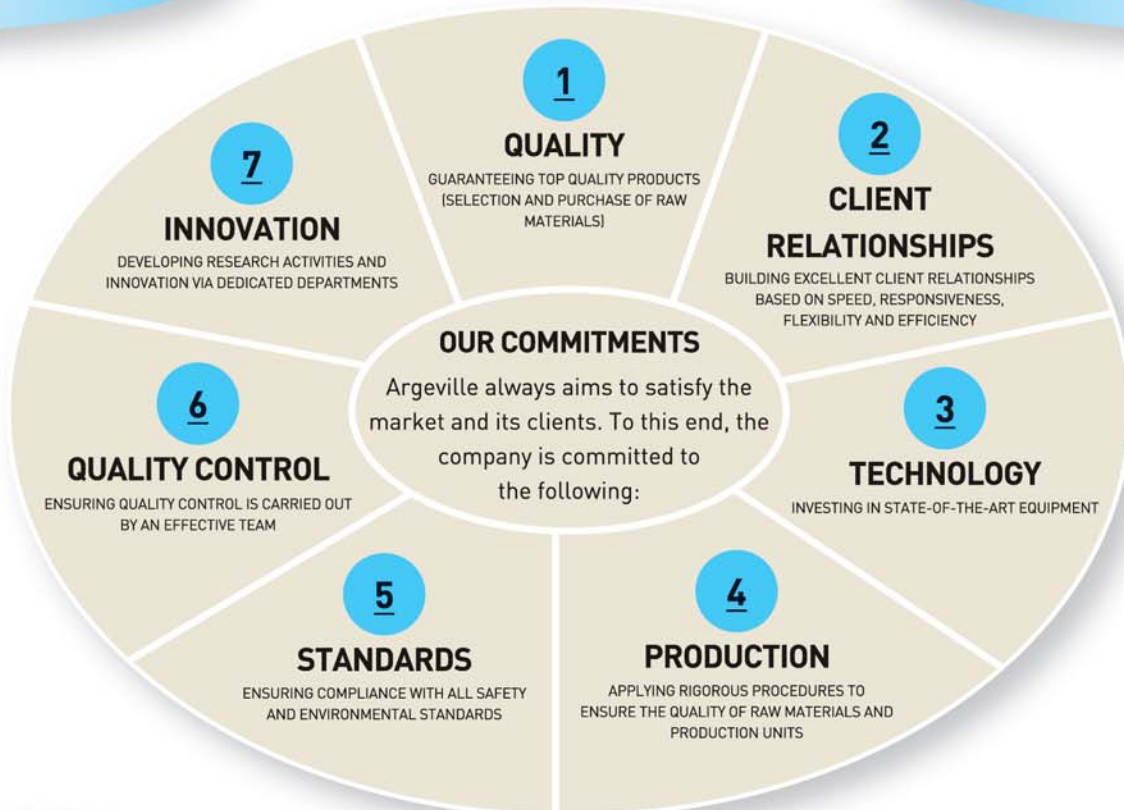 OUR COMMITMENTS
Argeville always aims to satisfy the
market and its clients. To this end, the
company is committed to
the following:
1
QUALITY
GUARANTEEING TOP QUALITY PRODUCTS
(SELECTION AND PURCHASE OF RAW
MATERIALS)
2
CLIENT
RELATIONSHIPS
BUILDING EXCELLENT CLIENT RELATIONSHIPS
BASED ON SPEED, RESPONSIVENESS,
FLEXIBILITY AND EFFICIENCY
3
TECHNOLOGY
INVESTING IN STATE-OF-THE-ART EQUIPMENT
4
PRODUCTION
APPLYING RIGOROUS PROCEDURES TO
ENSURE THE QUALITY OF RAW MATERIALS AND
PRODUCTION UNITS
5
STANDARDS
ENSURING COMPLIANCE WITH ALL SAFETY
AND ENVIRONMENTAL STANDARDS
6
QUALITY CONTROL
ENSURING QUALITY CONTROL IS CARRIED OUT
BY AN EFFECTIVE TEAM
7
INNOVATION
DEVELOPING RESEARCH ACTIVITIES AND
INNOVATION VIA DEDICATED DEPARTMENTS